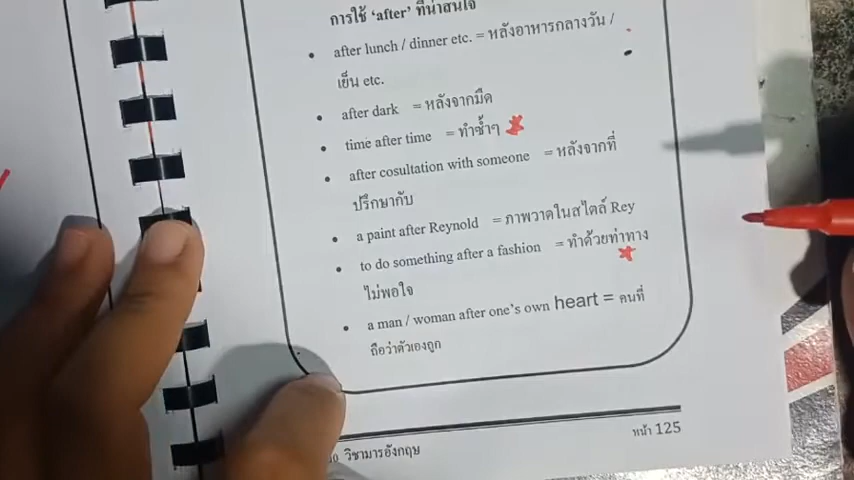 การใช้ 'after' ที่น่าสนใจ
• after lunch / dinner etc. = หลังอาหารกลางวัน /
เย็น etc.
• after dark = หลังจากมืด
• time after time = ทำซ้ำๆ
• after cosultation with someone = หลังจากที่
ปรึกษากับ
• a paint after Reynold = ภาพวาดในสไตล์ Rey
• to do something after a fashion = ทำด้วยท่าทาง
ไม่พอใจ
• a man / woman after one's own heart = คนที่
ถือว่าตัวเองถูก
วิชามารอังกฤษ
หน้า 125